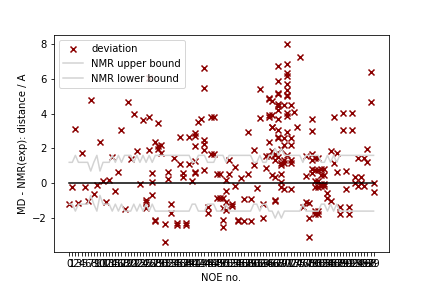 deviation
NMR upper bound
NMR lower bound
MD - NMR(exp): distance / A
8
6
4
2
0
−2
NOE no.